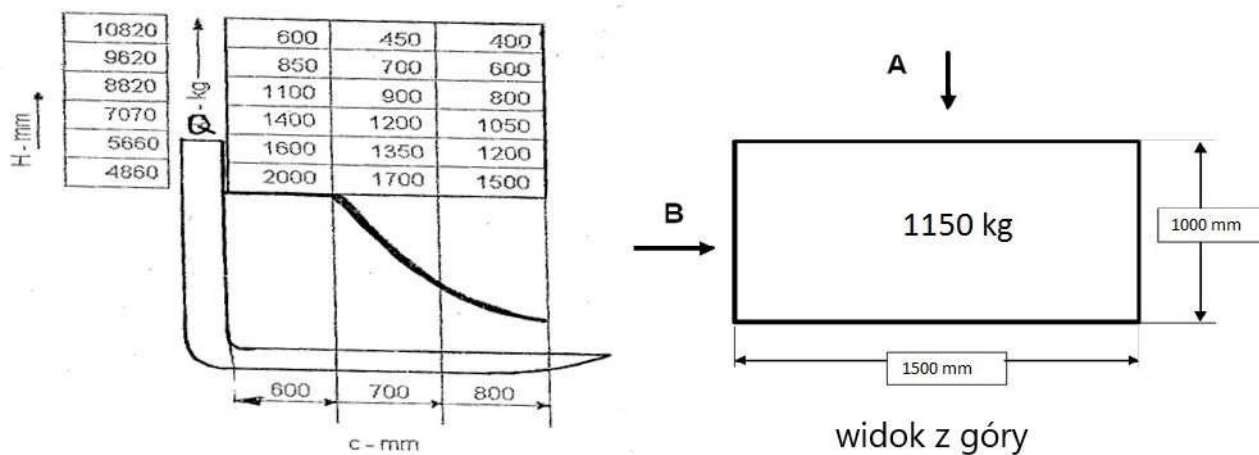 10820
9620
8820
7070
5660
4860
H - mm
Q - kg
600 450 400
850 700 600
1100 900 800
1400 1200 1050
1600 1350 1200
2000 1700 1500
600 700 800
c - mm
A
B
1150 kg
1000 mm
1500 mm
widok z góry